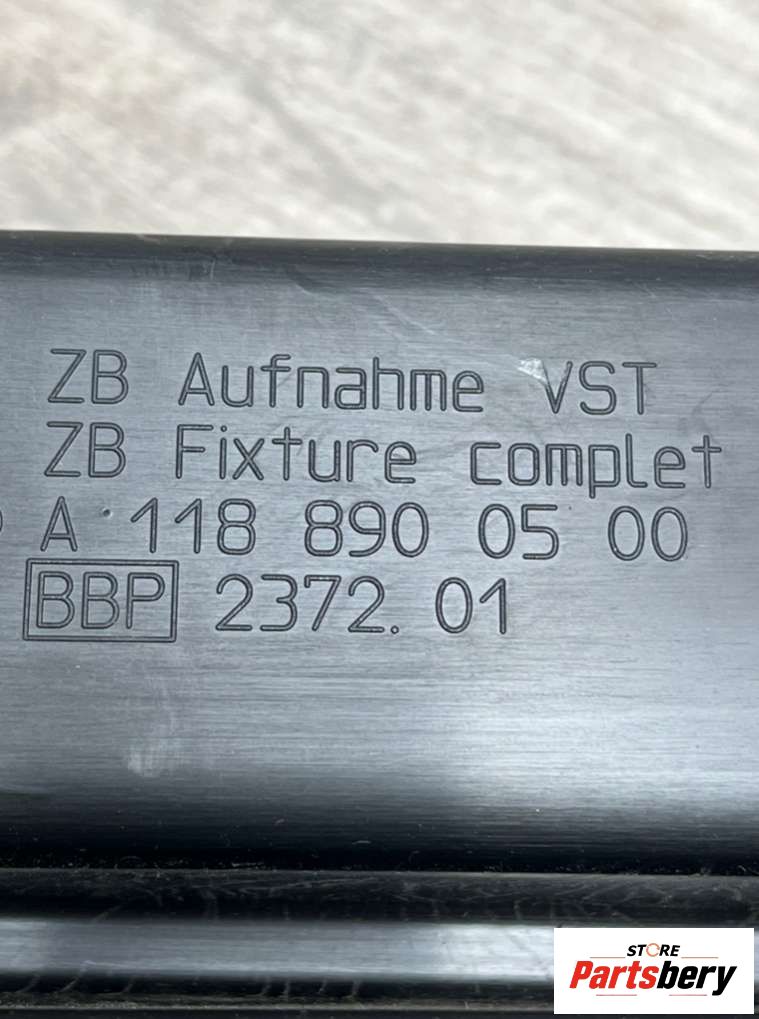 ZB Aufnahme VST
ZB Fixture complet
A 118 890 05 00
BBP 2372.01
STORE
Partsbery